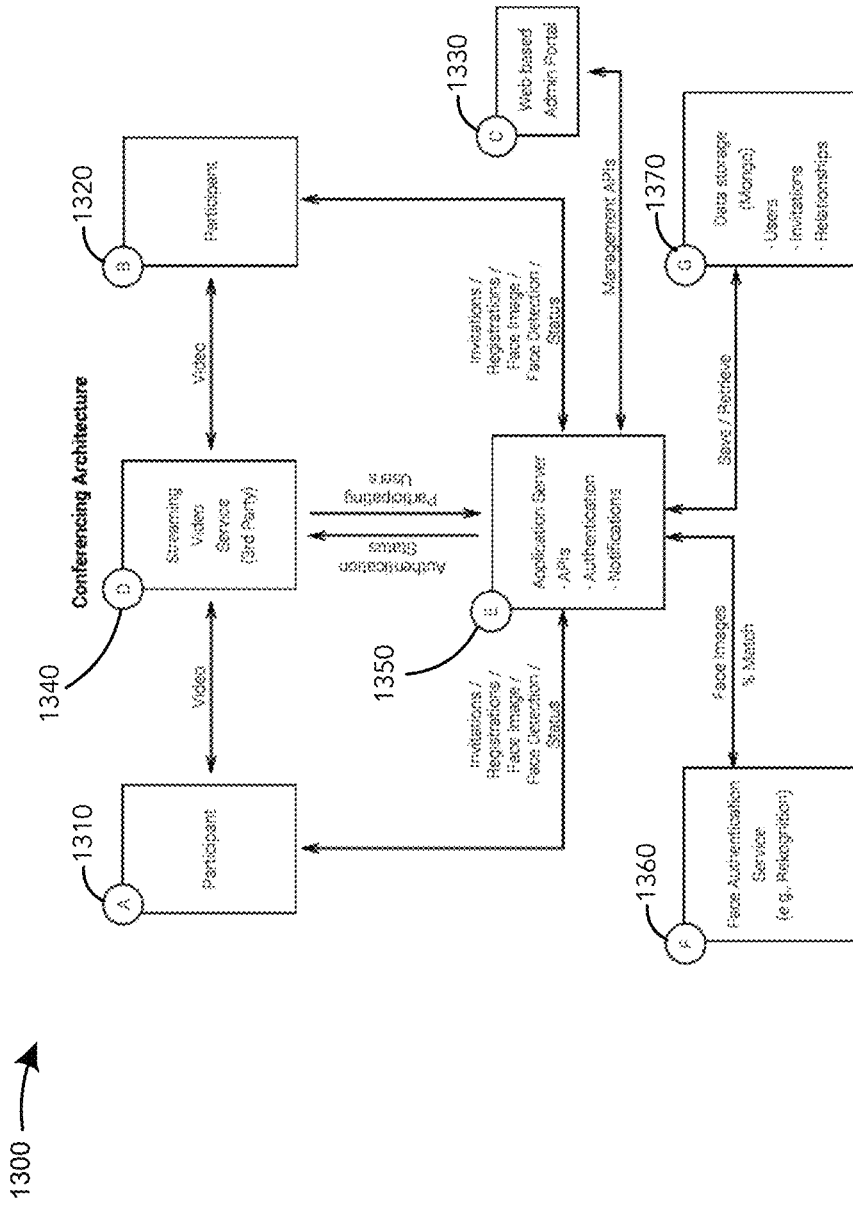 1300
Conferencing Architecture
1310
A
Participant
Video
1340
D
Streaming
Video
Service
(3rd Party)
Video
1320
B
Participant
Authentication
Status
Participating
Users
Invitations /
Registrations /
Face Image /
Face Detection /
Status
1350
E
Application Server
- APIs
- Authentication
- Notifications
Invitations /
Registrations /
Face Image /
Face Detection /
Status
1330
C
Web based
Admin Portal
Management APIs
1360
F
Face Authentication
Service
(e.g., Rekognition)
Face Images
% Match
Save / Retrieve
1370
G
Data storage
(Mongo)
- Users
- Invitations
- Relationships